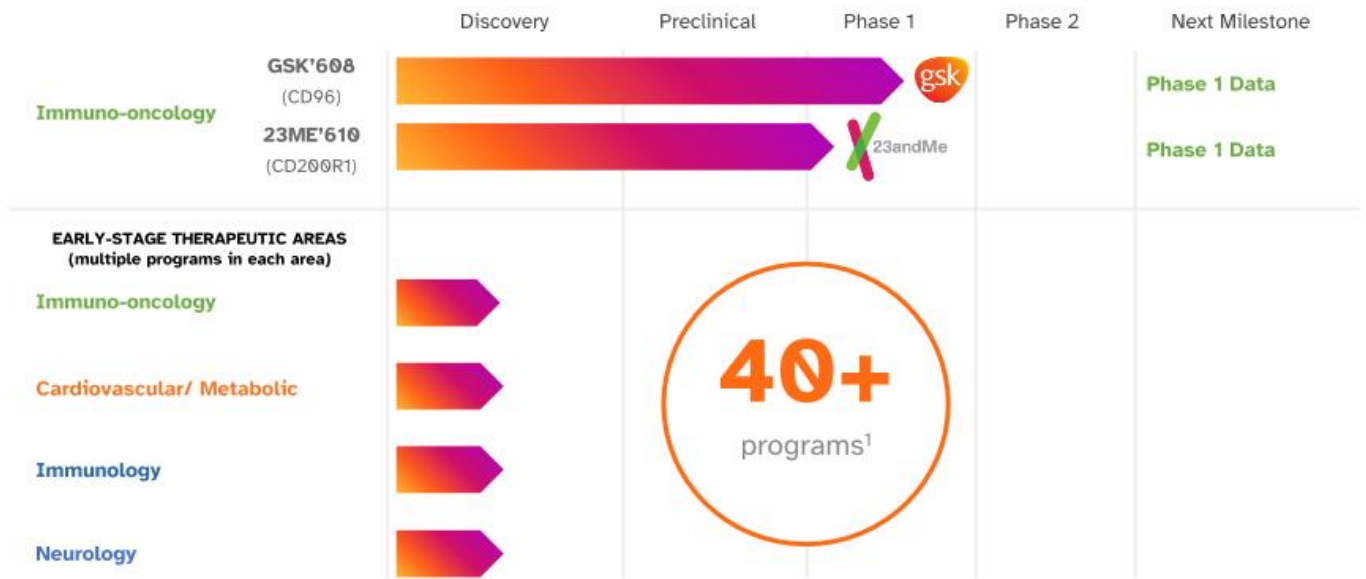 Discovery Preclinical Phase 1 Phase 2 Next Milestone
GSK'608
(CD96)
gsk
Phase 1 Data
Immuno-oncology
23ME'610
(CD200R1)
23andMe
Phase 1 Data
EARLY-STAGE THERAPEUTIC AREAS
(multiple programs in each area)
Immuno-oncology
Cardiovascular/ Metabolic
Immunology
Neurology
40+
programs¹